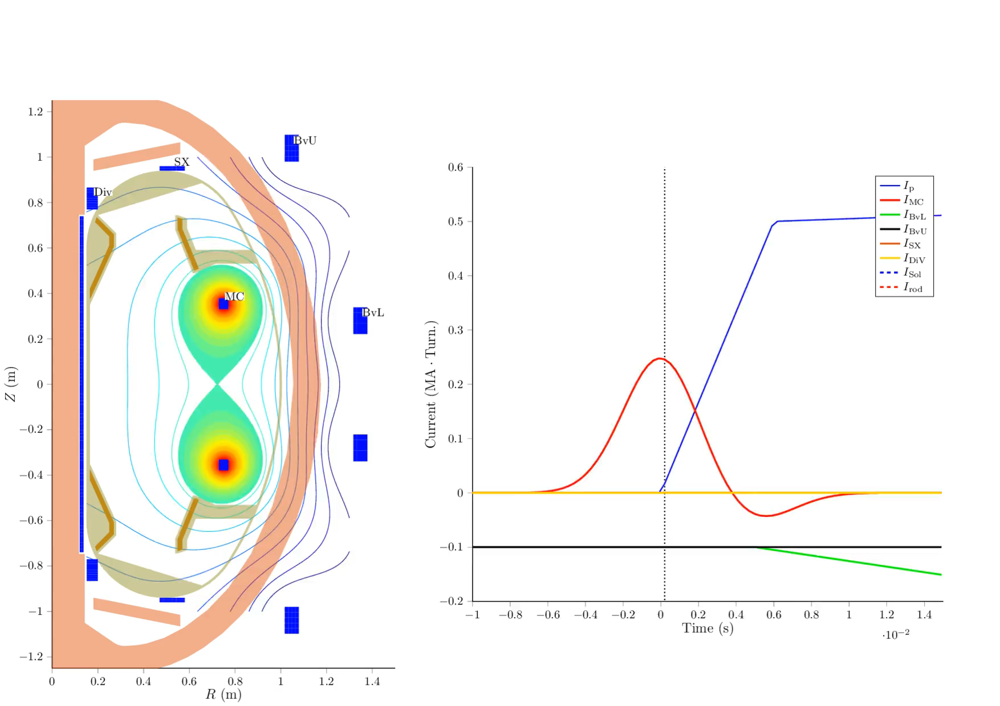 1.2
1
0.8
0.6
0.4
0.2
0
−0.2
−0.4
−0.6
−0.8
−1
−1.2
Z (m)
0 0.2 0.4 0.6 0.8 1 1.2 1.4
R (m)
BvU
SX
Div
MC
BvL
0.6
0.5
0.4
0.3
0.2
0.1
0
−0.1
−0.2
Current (MA · Turn.)
−1 −0.8 −0.6 −0.4 −0.2 0 0.2 0.4 0.6 0.8 1 1.2 1.4
Time (s)
·10−2
Ip
IMC
IBvL
IBvU
ISX
IDiV
ISol
Irod